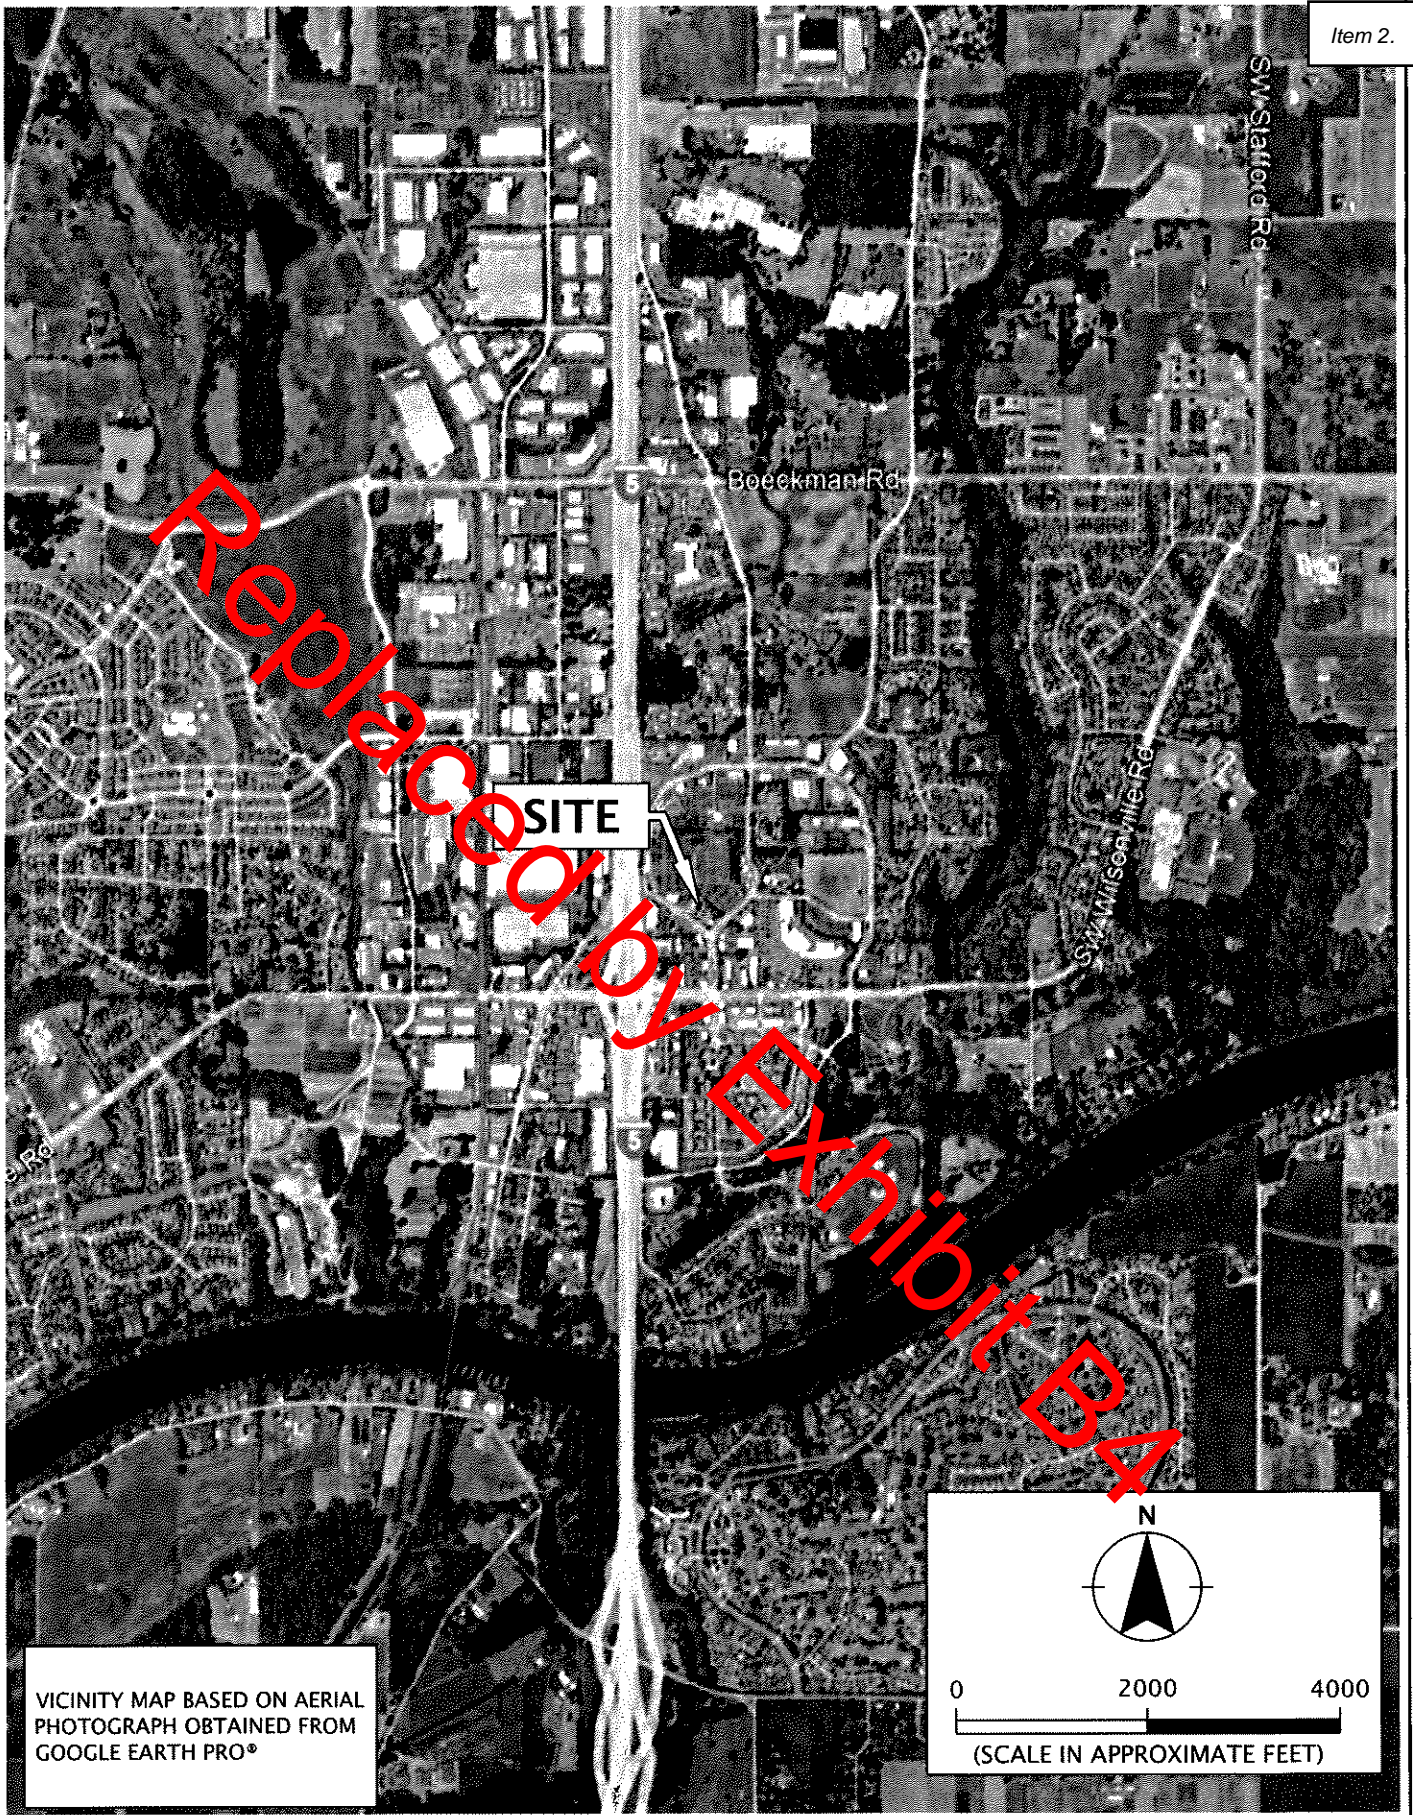 Item 2.
SW Stafford Rd
5
Boeckman Rd
Replaced by Exhibit B4
SW Wilsonville Rd
SITE
5
e Rd
N
0 2000 4000
(SCALE IN APPROXIMATE FEET)
VICINITY MAP BASED ON AERIAL
PHOTOGRAPH OBTAINED FROM
GOOGLE EARTH PRO®